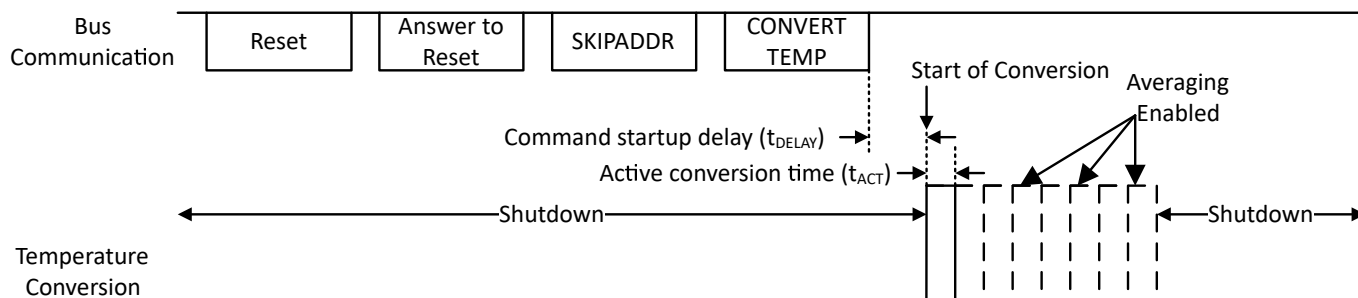 Bus
Communication
Reset
Answer to
Reset
SKIPADDR
CONVERT
TEMP
Start of Conversion
Averaging
Enabled
Command startup delay (tDELAY)
Active conversion time (tACT)
Shutdown
Shutdown
Temperature
Conversion